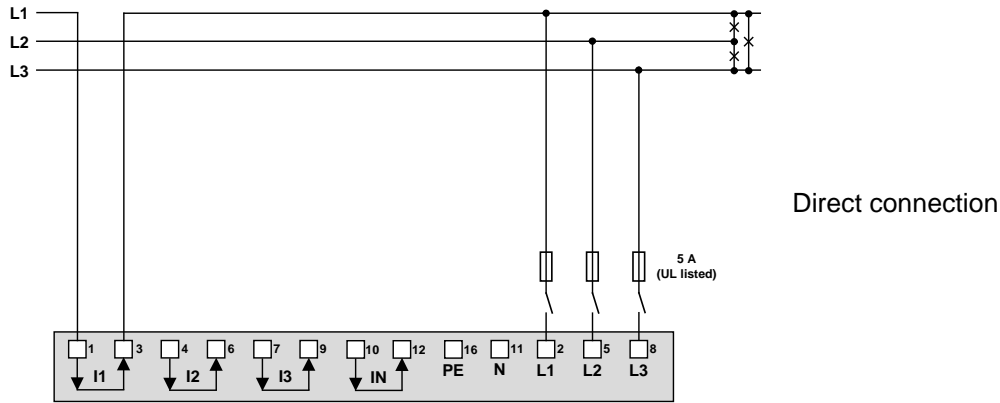 L1
L2
L3
Direct connection
5 A
(UL listed)
1 3 4 6 7 9 10 12 16 11 2 5 8
I1 I2 I3 IN PE N L1 L2 L3